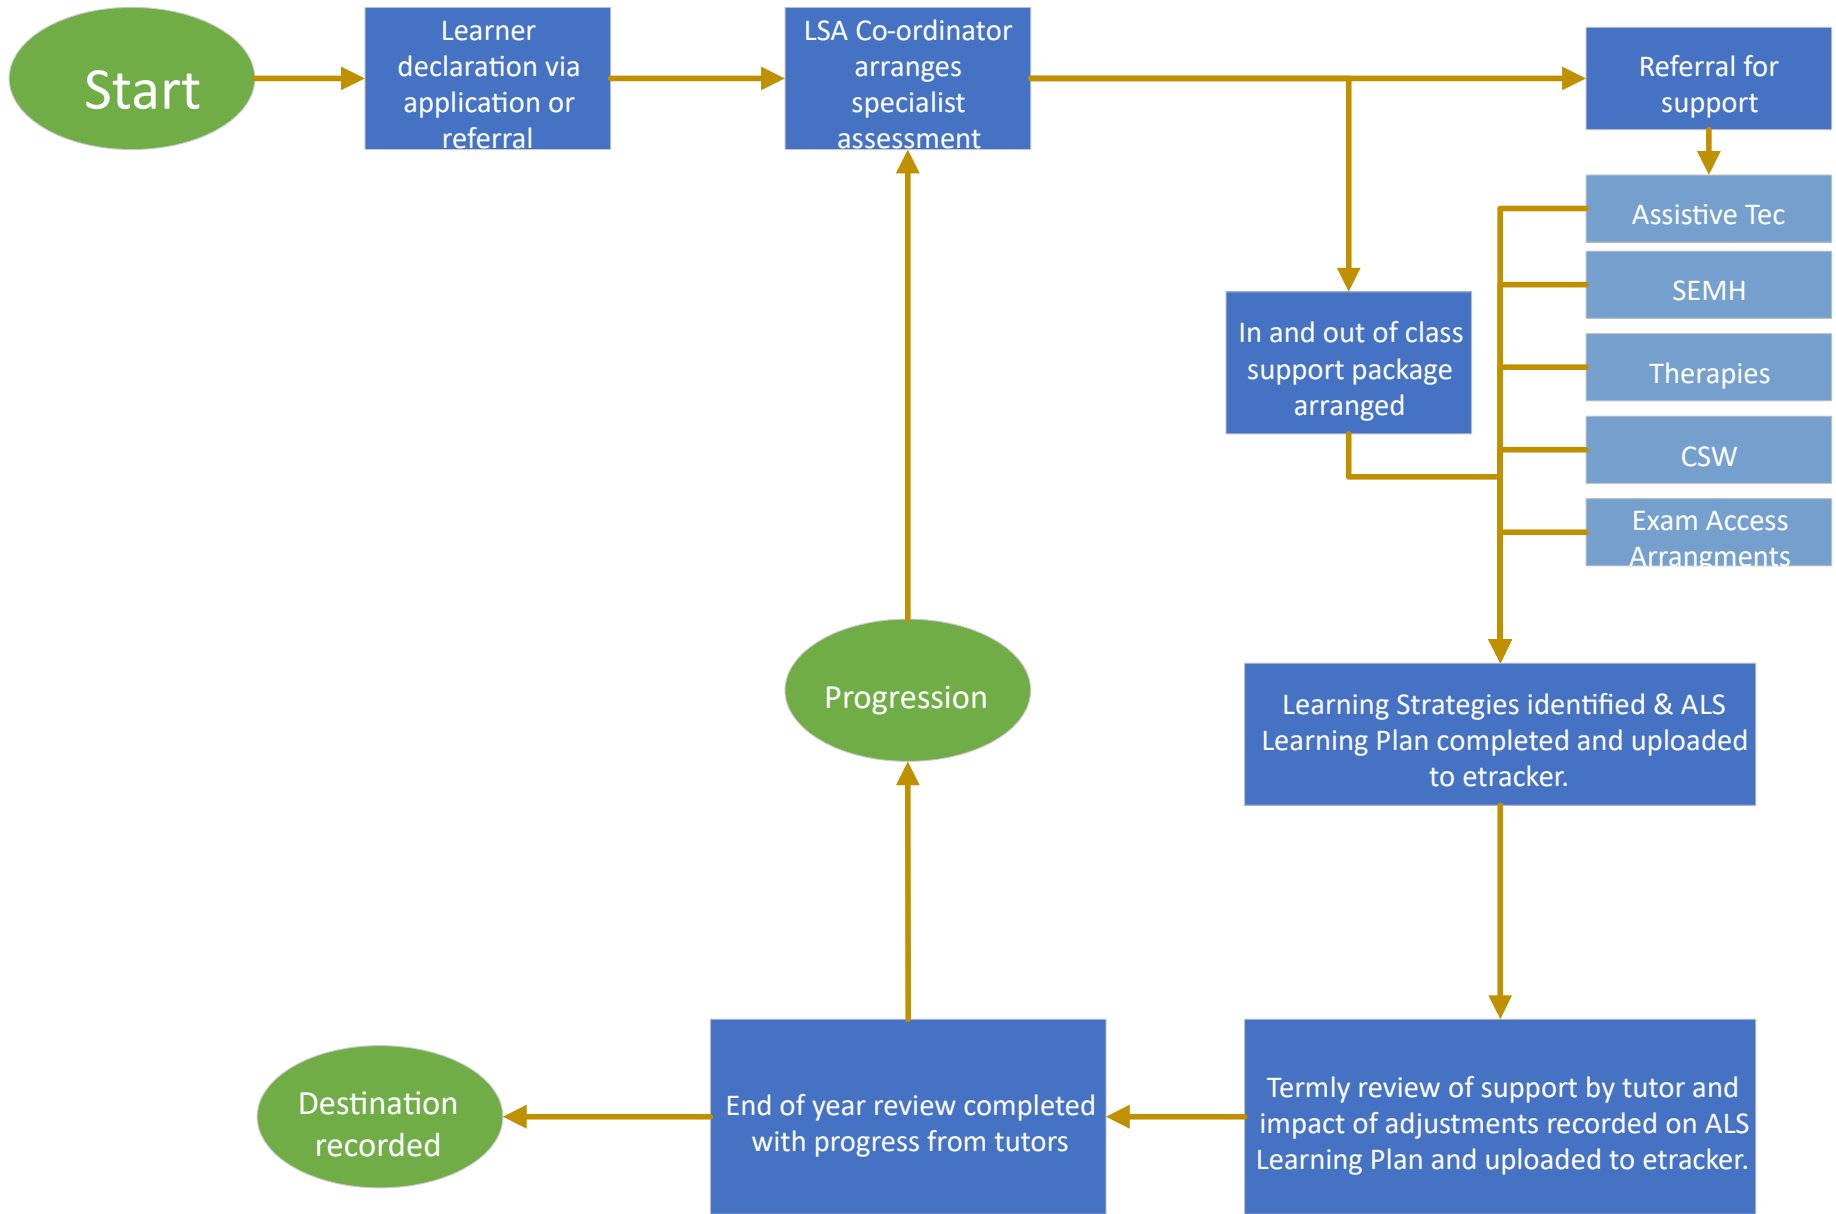 Start
Learner
declaration via
application or
referral
LSA Co-ordinator
arranges
specialist
assessment
Referral for
support
Assistive Tec
SEMH
Therapies
CSW
Exam Access
Arrangments
In and out of class
support package
arranged
Progression
Learning Strategies identified & ALS
Learning Plan completed and uploaded
to etracker.
Termly review of support by tutor and
impact of adjustments recorded on ALS
Learning Plan and uploaded to etracker.
End of year review completed
with progress from tutors
Destination
recorded